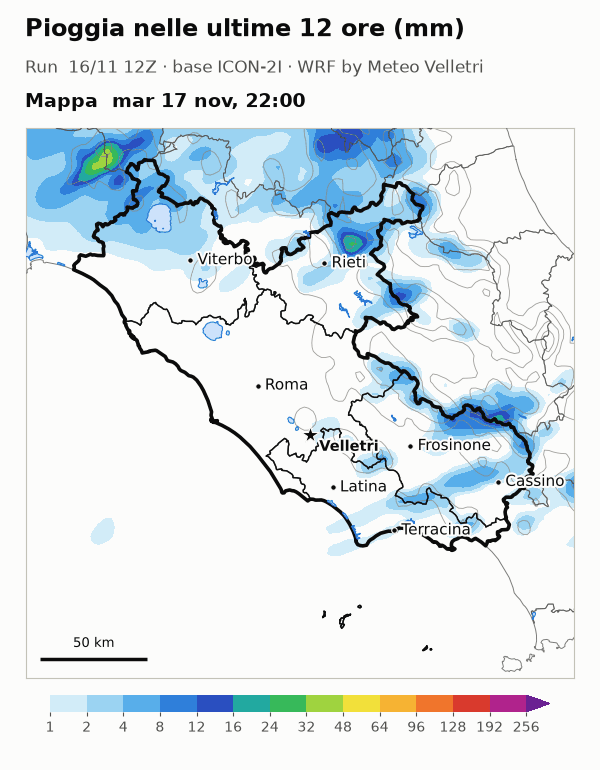 Pioggia nelle ultime 12 ore (mm)
Run  16/11 12Z · base ICON-2I · WRF by Meteo Velletri
Mappa  mar 17 nov, 22:00
Viterbo
Rieti
Roma
Velletri
Frosinone
Cassino
Latina
Terracina
50 km
1 2 4 8 12 16 24 32 48 64 96 128 192 256